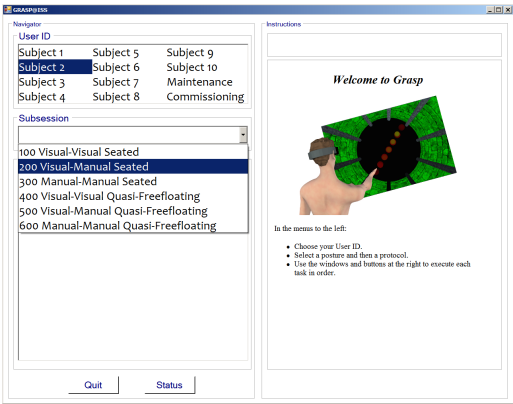 GRASP@ISS
Navigator
User ID
Subject 1 Subject 5 Subject 9
Subject 2 Subject 6 Subject 10
Subject 3 Subject 7 Maintenance
Subject 4 Subject 8 Commissioning
Subsession
100 Visual-Visual Seated
200 Visual-Manual Seated
300 Manual-Manual Seated
400 Visual-Visual Quasi-Freefloating
500 Visual-Manual Quasi-Freefloating
600 Manual-Manual Quasi-Freefloating
Quit Status
Instructions
Welcome to Grasp
In the menus to the left:
• Choose your User ID.
• Select a posture and then a protocol.
• Use the windows and buttons at the right to execute each
task in order.